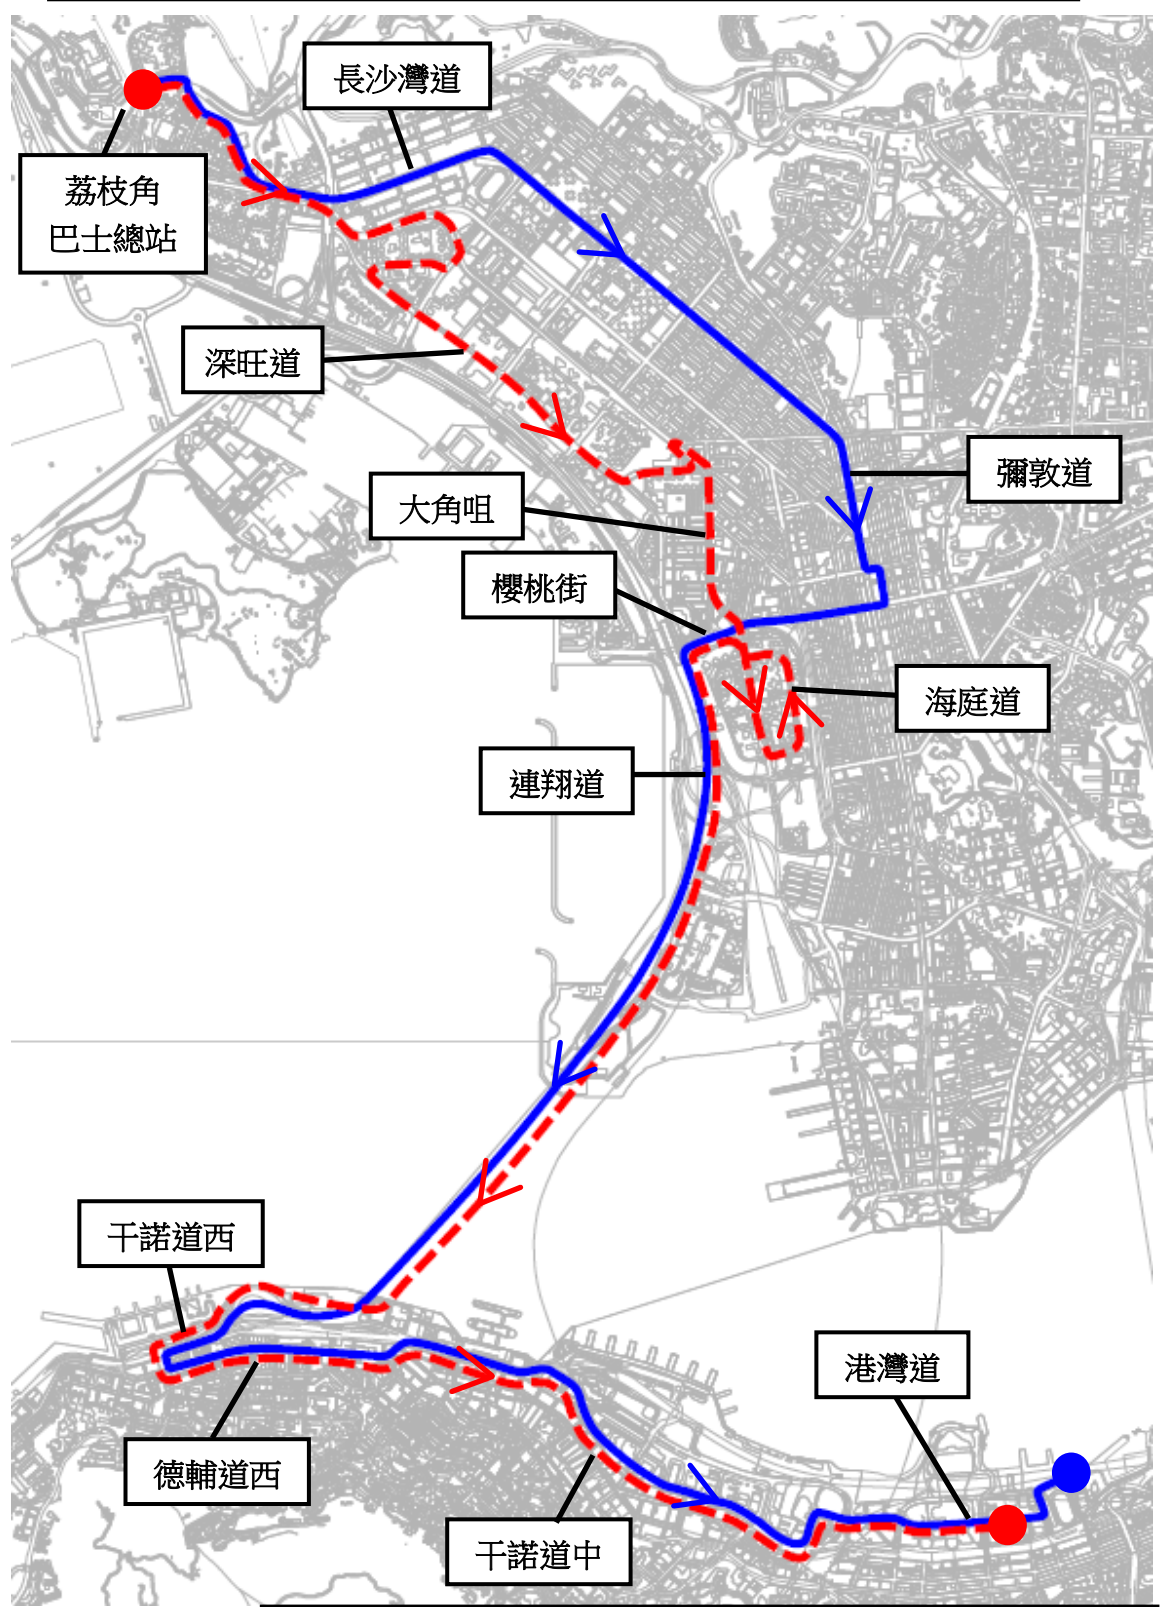 長沙灣道
荔枝角
巴士總站
深旺道
彌敦道
大角咀
櫻桃街
海庭道
連翔道
干諾道西
港灣道
德輔道西
干諾道中